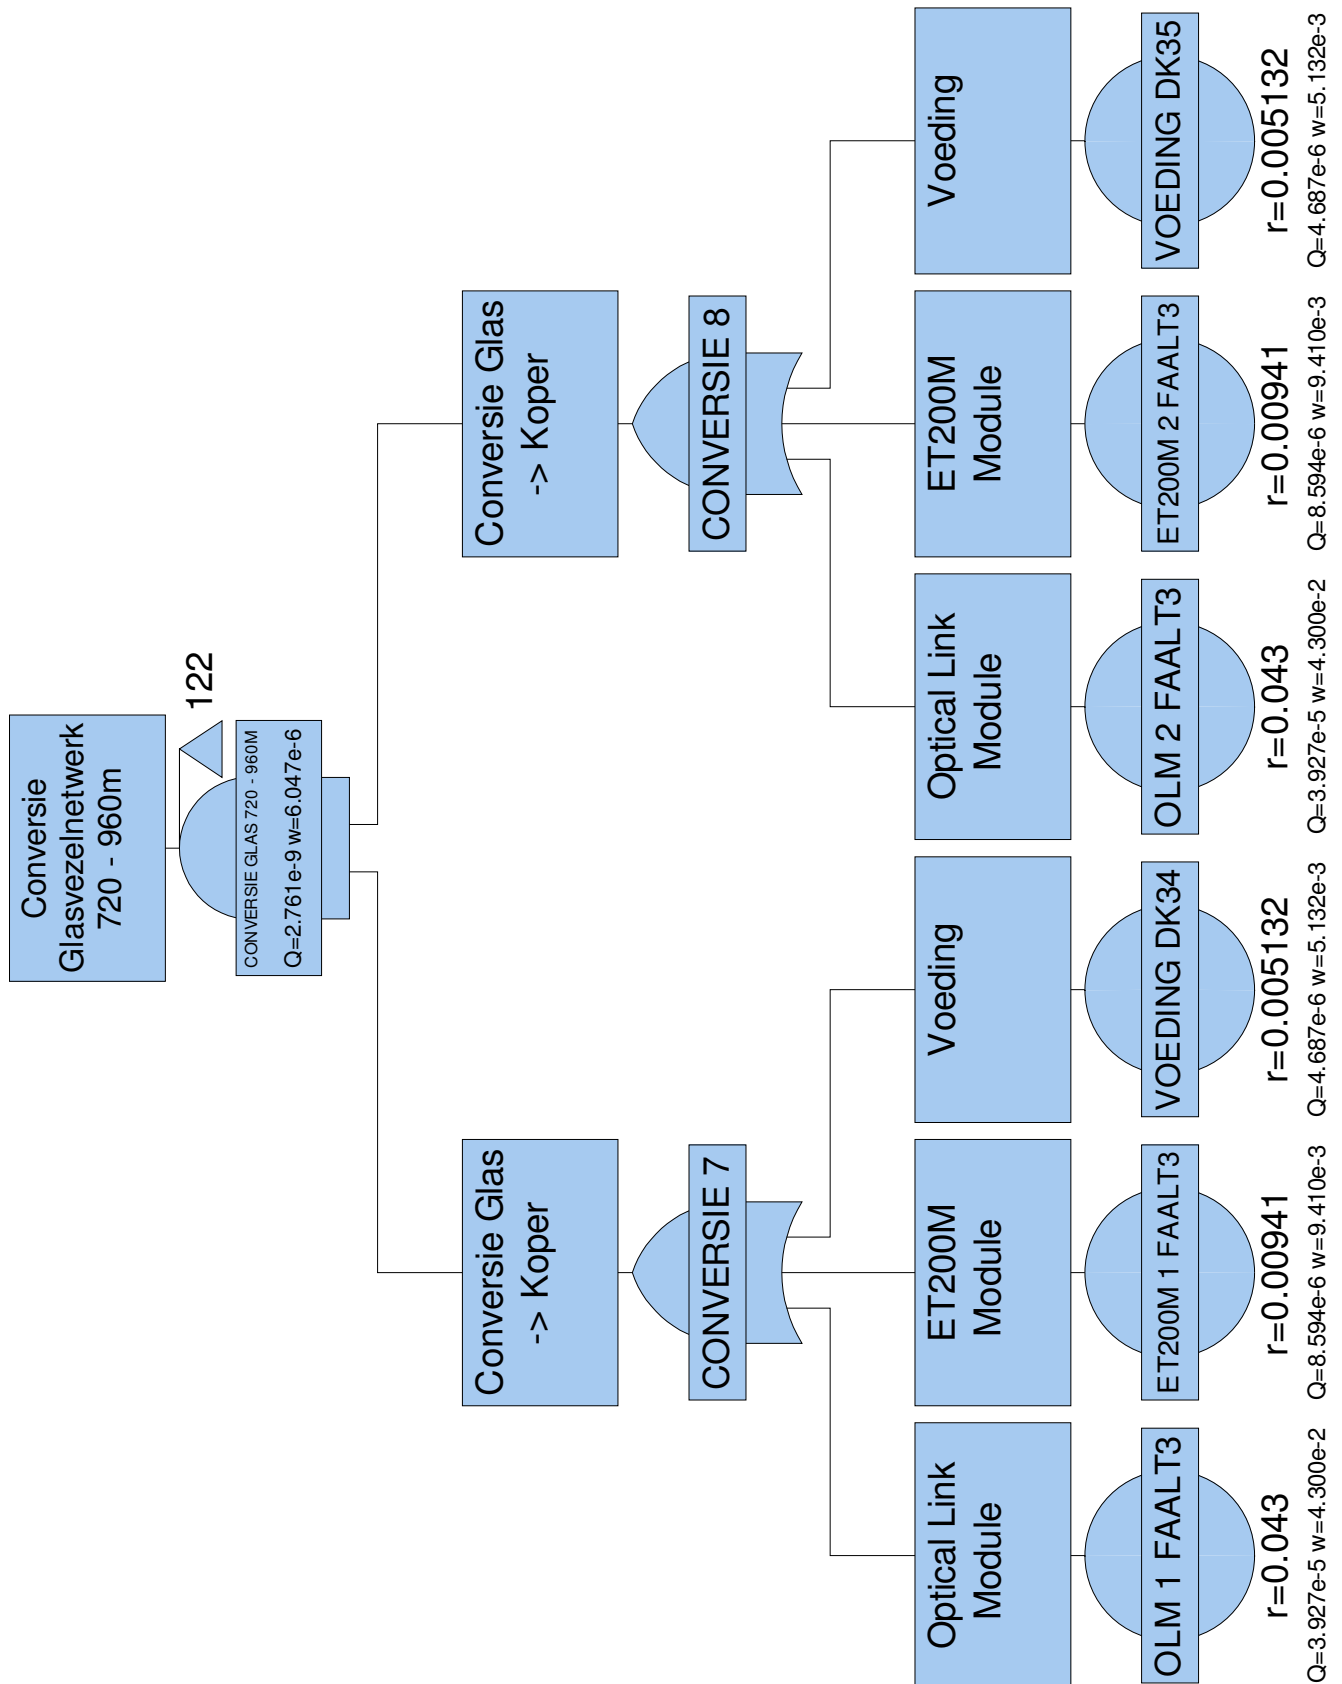 Conversie
Glasvezelnetwerk
720 - 960m
122
CONVERSIE GLAS 720 - 960M
Q=2.761e-9 w=6.047e-6
Conversie Glas
-> Koper
CONVERSIE 7
Conversie Glas
-> Koper
CONVERSIE 8
Optical Link
Module
OLM 1 FAALT3
r=0.043
Q=3.927e-5 w=4.300e-2
ET200M
Module
ET200M 1 FAALT3
r=0.00941
Q=8.594e-6 w=9.410e-3
Voeding
VOEDING DK34
r=0.005132
Q=4.687e-6 w=5.132e-3
Optical Link
Module
OLM 2 FAALT3
r=0.043
Q=3.927e-5 w=4.300e-2
ET200M
Module
ET200M 2 FAALT3
r=0.00941
Q=8.594e-6 w=9.410e-3
Voeding
VOEDING DK35
r=0.005132
Q=4.687e-6 w=5.132e-3